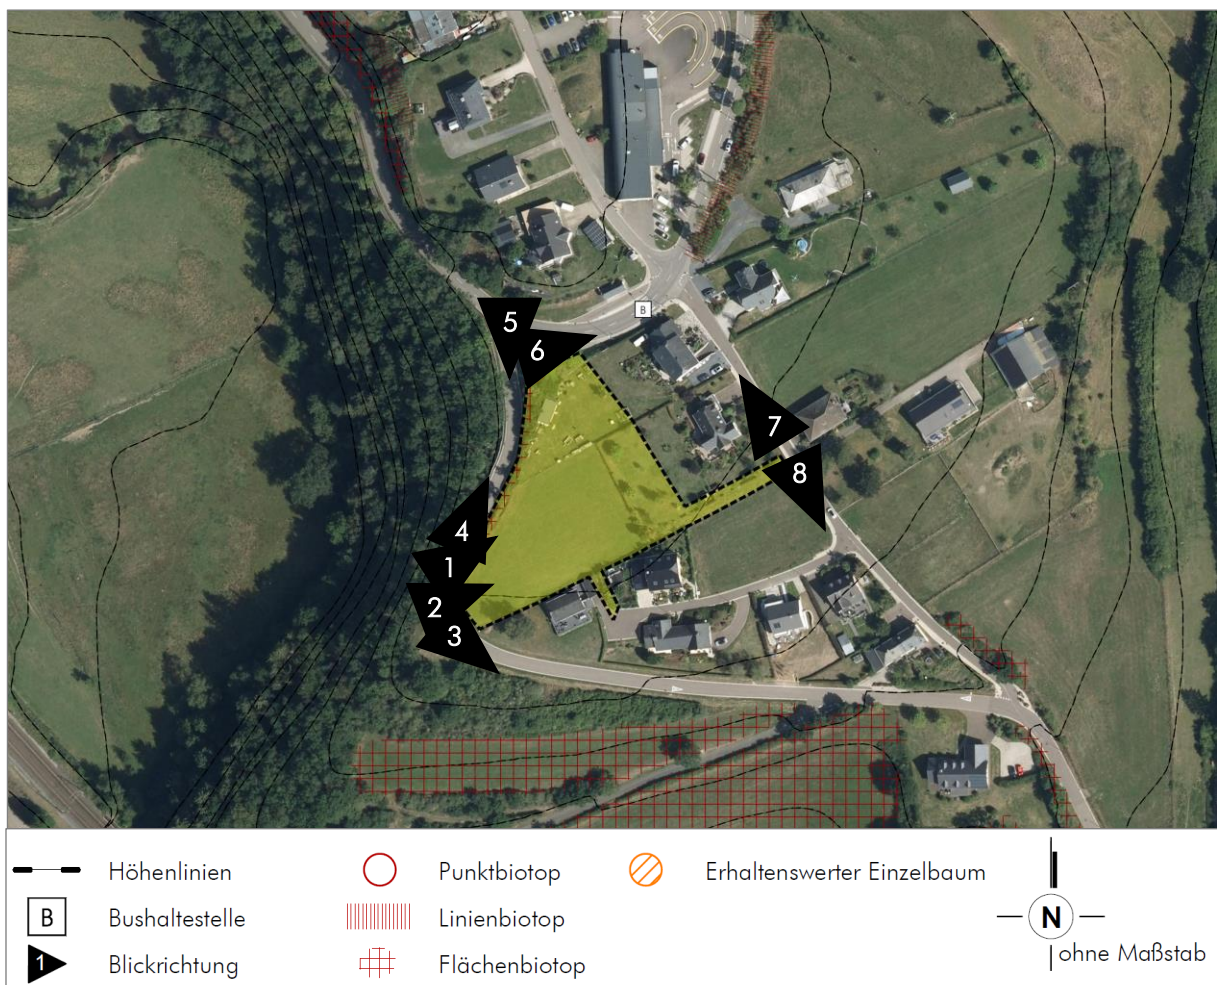 5
6
B
7
8
4
1
2
3
Höhenlinien
Punktbiotop
Erhaltenswerter Einzelbaum
B
Bushaltestelle
Linienbiotop
N
1
Blickrichtung
Flächenbiotop
ohne Maßstab